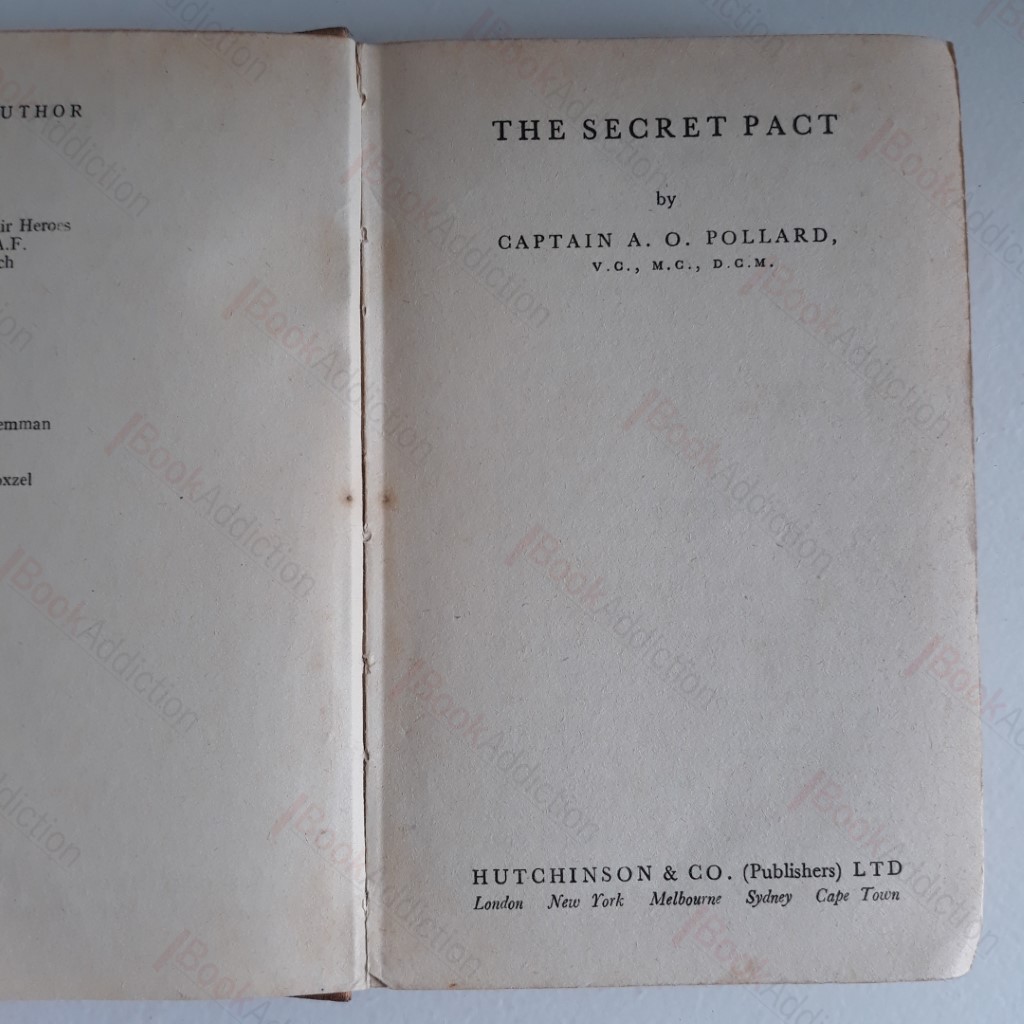 UTHOR
ir Heroes
A.F.
ch
emman
oxzel
THE SECRET PACT
by
CAPTAIN A. O. POLLARD,
V.C., M.C., D.C.M.
HUTCHINSON & CO. (Publishers) LTD
London New York Melbourne Sydney Cape Town
BookAddiction